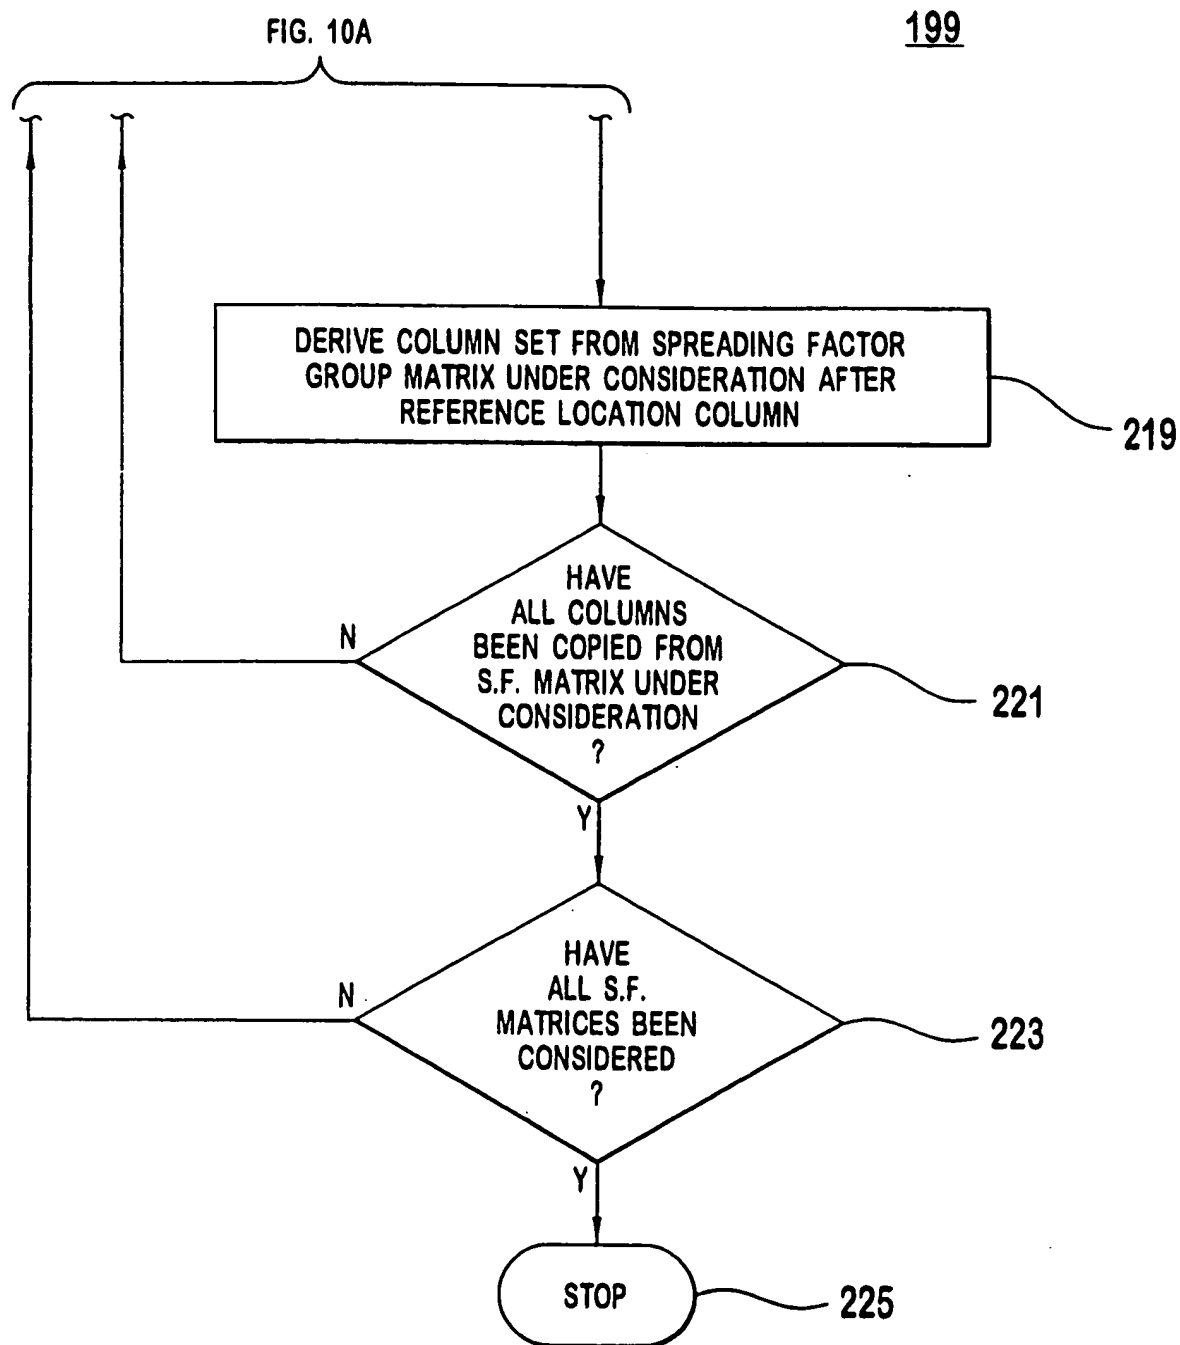 FIG. 10A
199
DERIVE COLUMN SET FROM SPREADING FACTOR
GROUP MATRIX UNDER CONSIDERATION AFTER
REFERENCE LOCATION COLUMN
219
HAVE
ALL COLUMNS
BEEN COPIED FROM
S.F. MATRIX UNDER
CONSIDERATION
?
N
221
Y
HAVE
ALL S.F.
MATRICES BEEN
CONSIDERED
?
N
223
Y
STOP
225